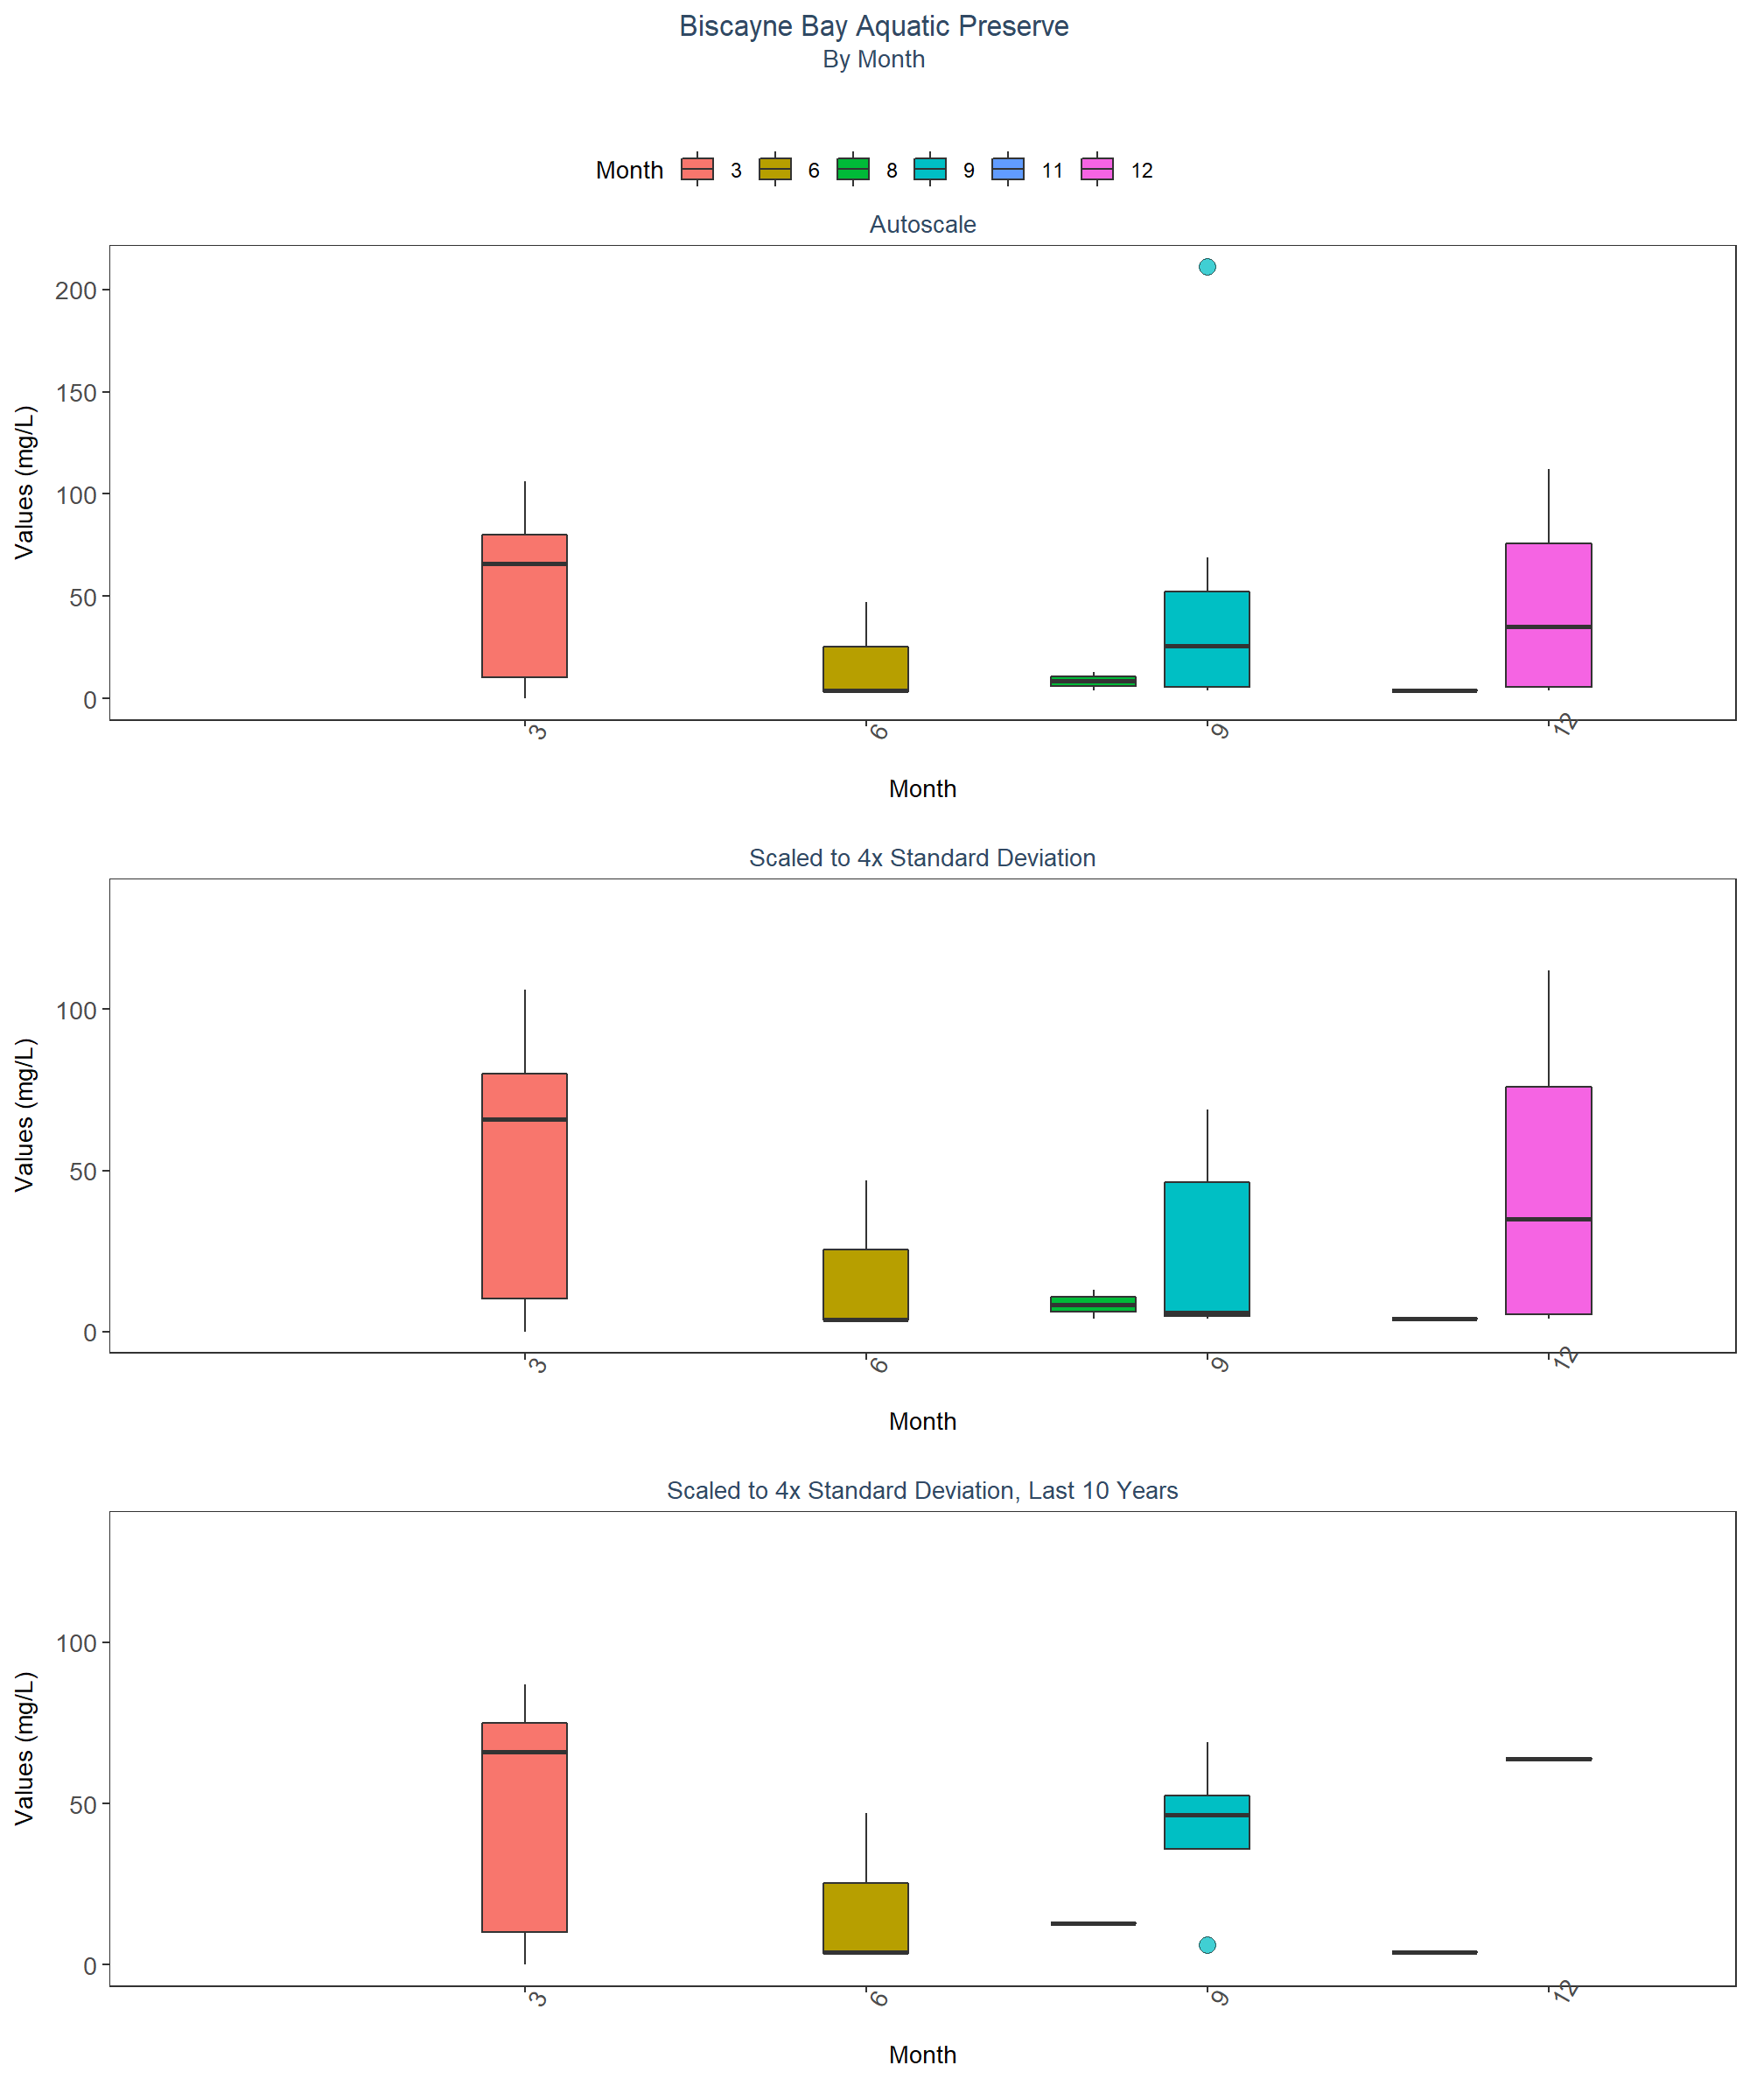 Biscayne Bay Aquatic Preserve
By Month
Month 3 6 8 9 11 12
Autoscale
200
150
100
50
0
Values (mg/L)
3 6 9 12
Month
Scaled to 4x Standard Deviation
100
50
0
Values (mg/L)
3 6 9 12
Month
Scaled to 4x Standard Deviation, Last 10 Years
100
50
0
Values (mg/L)
3 6 9 12
Month